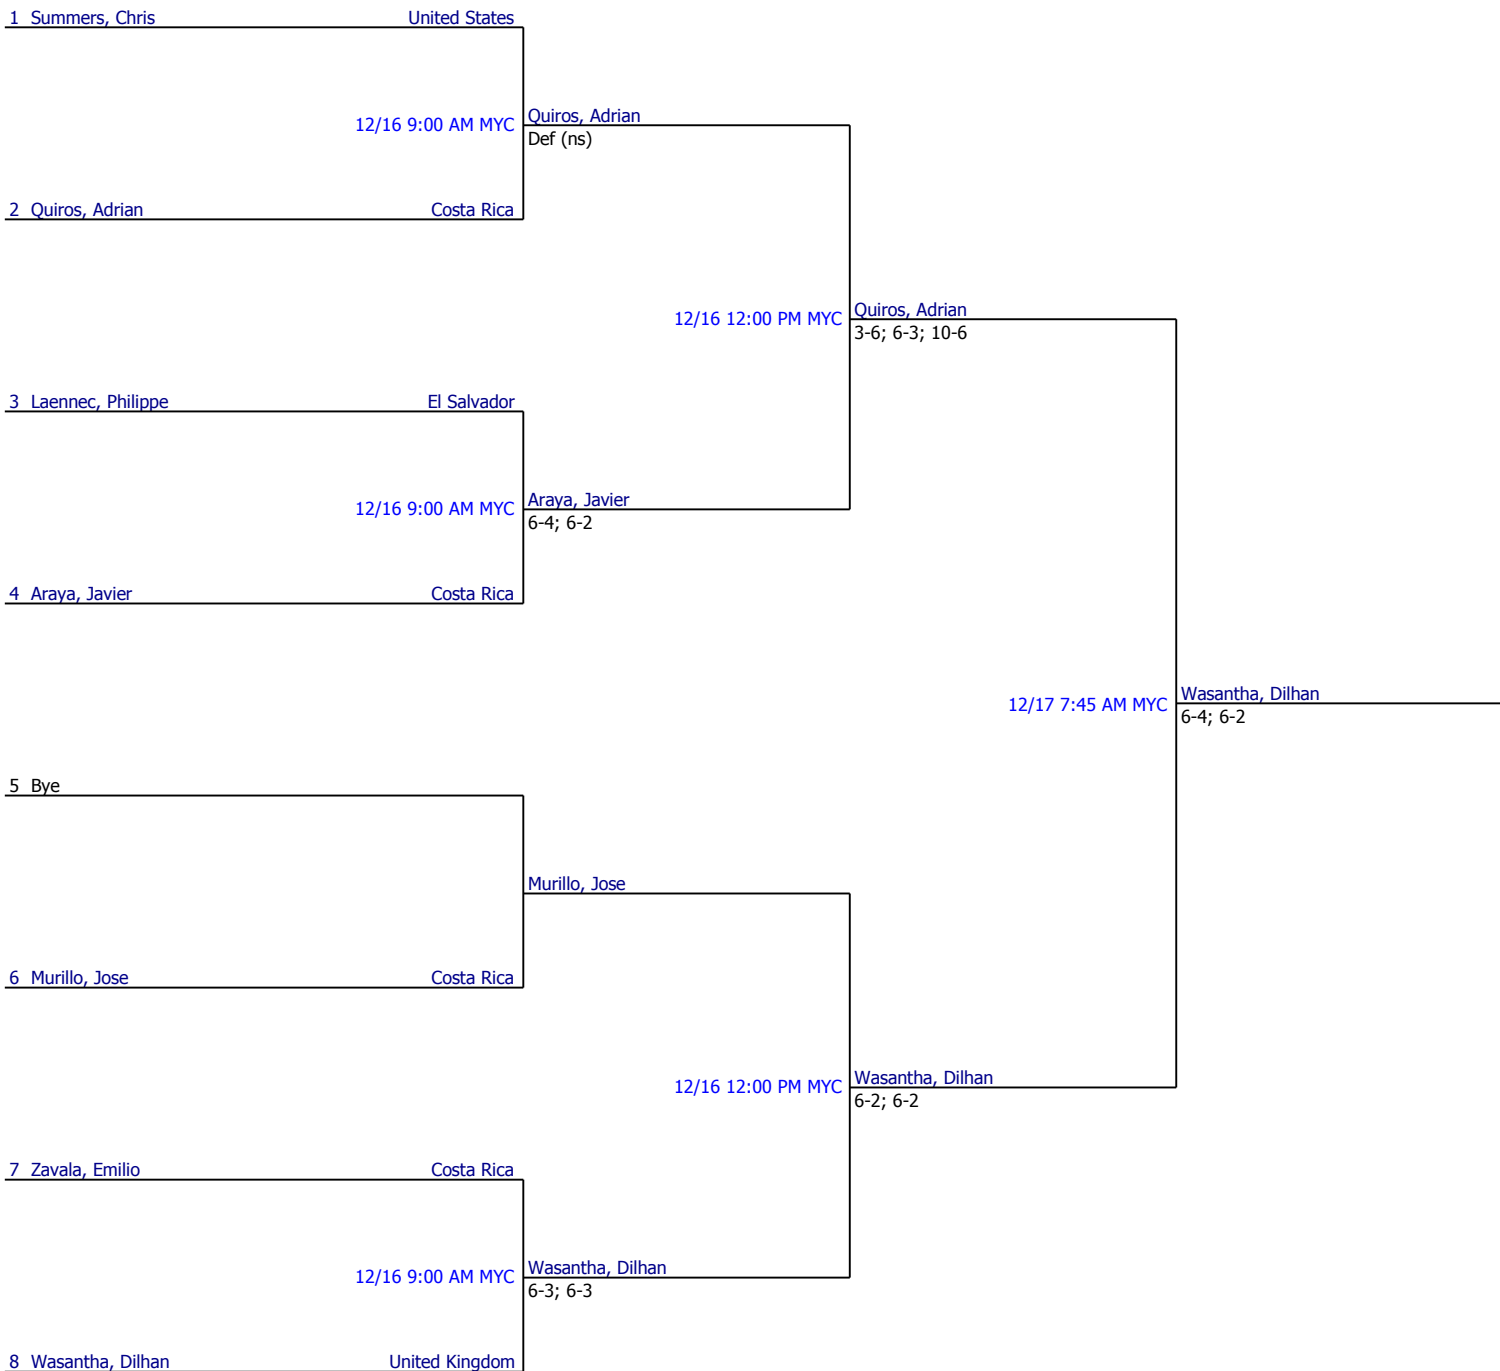 1 Summers, Chris United States
12/16 9:00 AM MYC
Quiros, Adrian
Def (ns)
2 Quiros, Adrian Costa Rica
12/16 12:00 PM MYC
Quiros, Adrian
3-6; 6-3; 10-6
3 Laennec, Philippe El Salvador
12/16 9:00 AM MYC
Araya, Javier
6-4; 6-2
4 Araya, Javier Costa Rica
12/17 7:45 AM MYC
Wasantha, Dilhan
6-4; 6-2
5 Bye
Murillo, Jose
6 Murillo, Jose Costa Rica
12/16 12:00 PM MYC
Wasantha, Dilhan
6-2; 6-2
7 Zavala, Emilio Costa Rica
12/16 9:00 AM MYC
Wasantha, Dilhan
6-3; 6-3
8 Wasantha, Dilhan United Kingdom